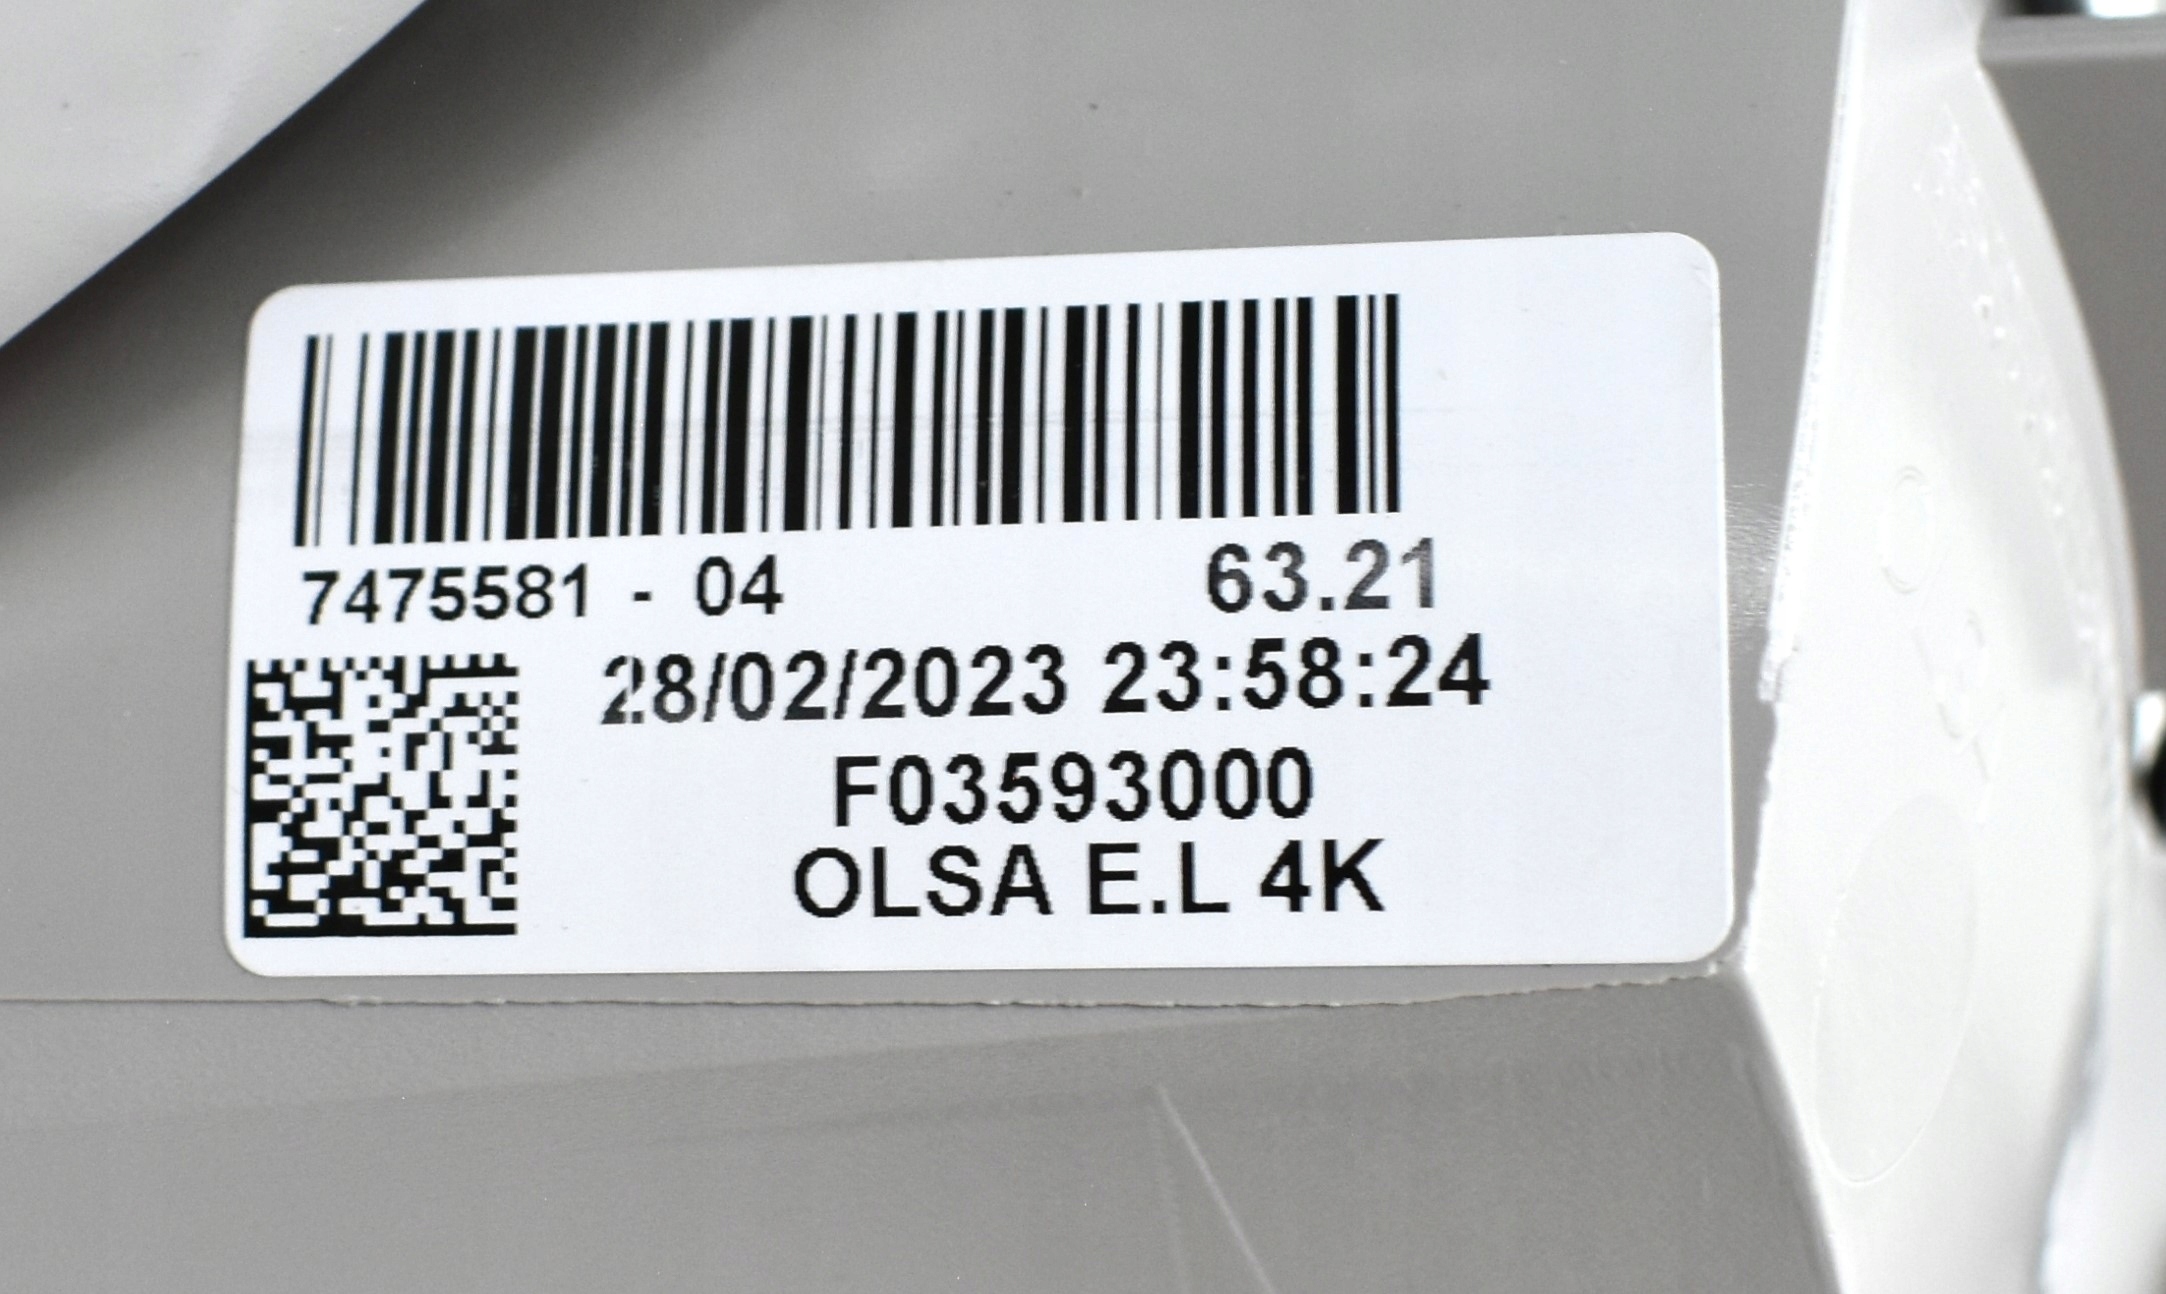 7475581 - 04 63.21
28/02/2023 23:58:24
F03593000
OLSA E.L 4K